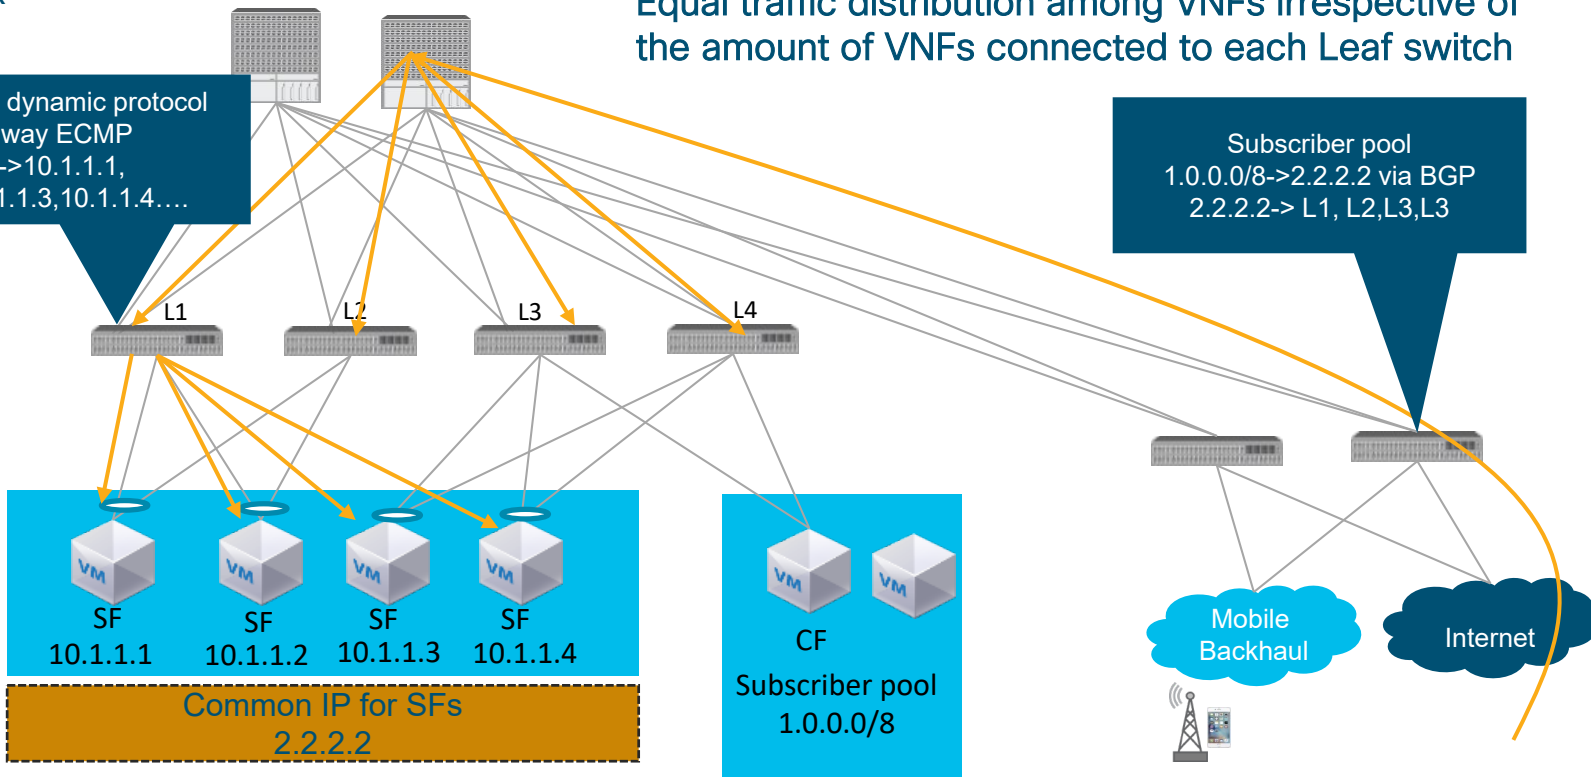 Equal traffic distribution among VNFs irrespective of
the amount of VNFs connected to each Leaf switch
dynamic protocol
way ECMP
->10.1.1.1,
1.1.3,10.1.1.4….
Subscriber pool
1.0.0.0/8->2.2.2.2 via BGP
2.2.2.2-> L1, L2,L3,L3
L1
L2
L3
L4
VM
VM
VM
VM
VM
VM
SF
10.1.1.1
SF
10.1.1.2
SF
10.1.1.3
SF
10.1.1.4
Common IP for SFs
2.2.2.2
CF
Subscriber pool
1.0.0.0/8
Mobile
Backhaul
Internet